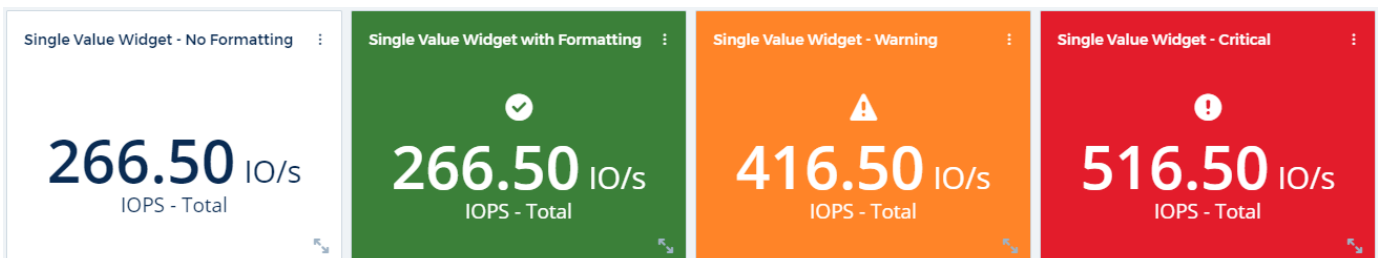 Single Value Widget - No Formatting
266.50 IO/s
IOPS - Total
Single Value Widget with Formatting
266.50 IO/s
IOPS - Total
Single Value Widget - Warning
416.50 IO/s
IOPS - Total
Single Value Widget - Critical
516.50 IO/s
IOPS - Total